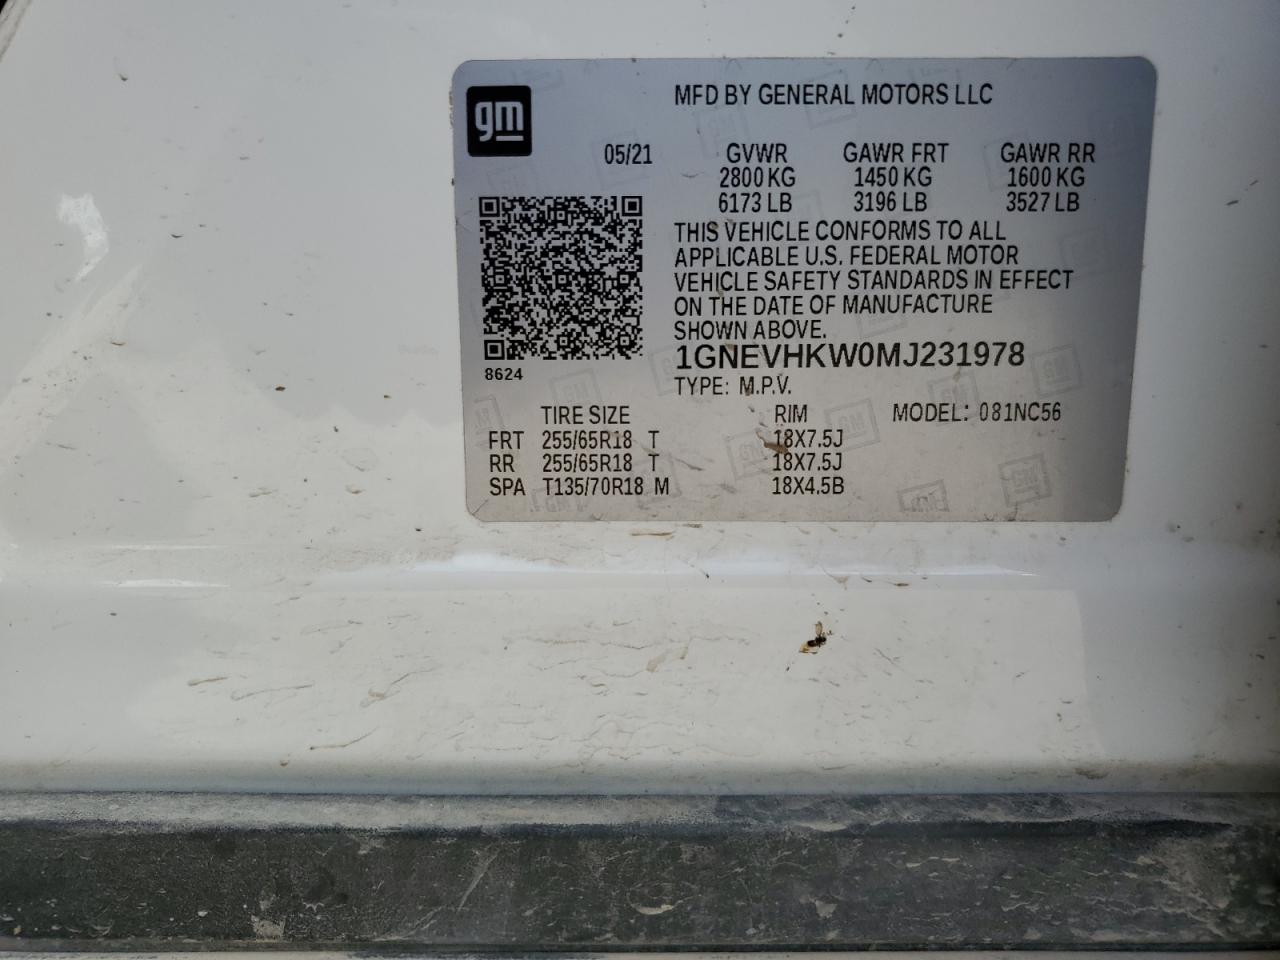 gm
MFD BY GENERAL MOTORS LLC
05/21 GVWR GAWR FRT GAWR RR
2800 KG 1450 KG 1600 KG
6173 LB 3196 LB 3527 LB
THIS VEHICLE CONFORMS TO ALL
APPLICABLE U.S. FEDERAL MOTOR
VEHICLE SAFETY STANDARDS IN EFFECT
ON THE DATE OF MANUFACTURE
SHOWN ABOVE.
1GNEVHKW0MJ231978
8624
TYPE: M.P.V.
TIRE SIZE RIM MODEL: 081NC56
FRT 255/65R18 T 18X7.5J
RR 255/65R18 T 18X7.5J
SPA T135/70R18 M 18X4.5B